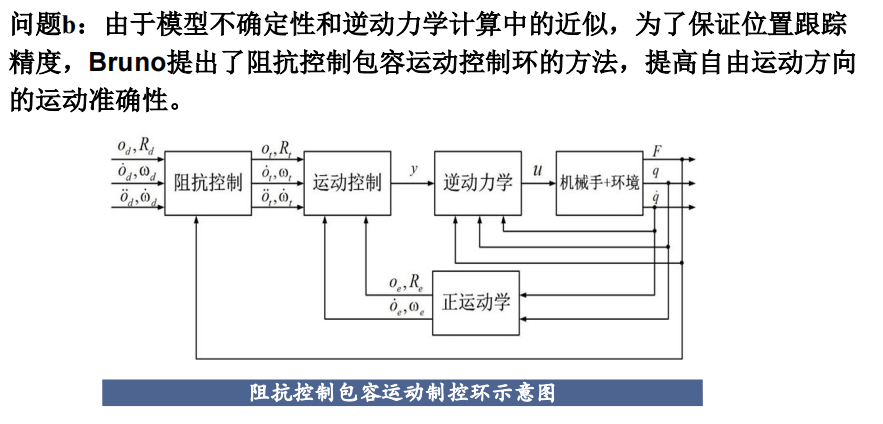 问题b：由于模型不确定性和逆动力学计算中的近似，为了保证位置跟踪
精度，Bruno提出了阻抗控制包容运动控制环的方法，提高自由运动方向
的运动准确性。
o_d, R_d
ȯ_d, ω_d
ö_d, ω̇_d
阻抗控制
o_t, R_t
ȯ_t, ω_t
ö_t, ω̇_t
运动控制
y
逆动力学
u
机械手+环境
F
q
q̇
o_e, R_e
ȯ_e, ω_e
正运动学
阻抗控制包容运动制控环示意图